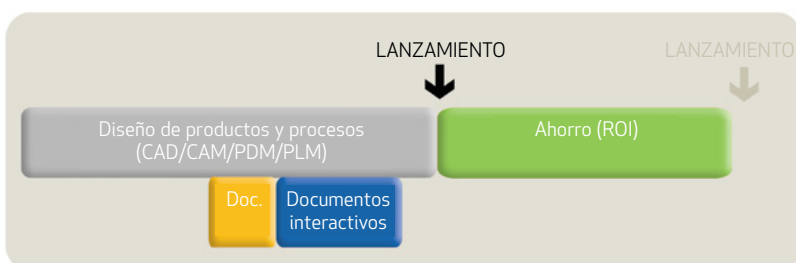 LANZAMIENTO LANZAMIENTO
Diseño de productos y procesos
(CAD/CAM/PDM/PLM)
Ahorro (ROI)
Doc.
Documentos
interactivos